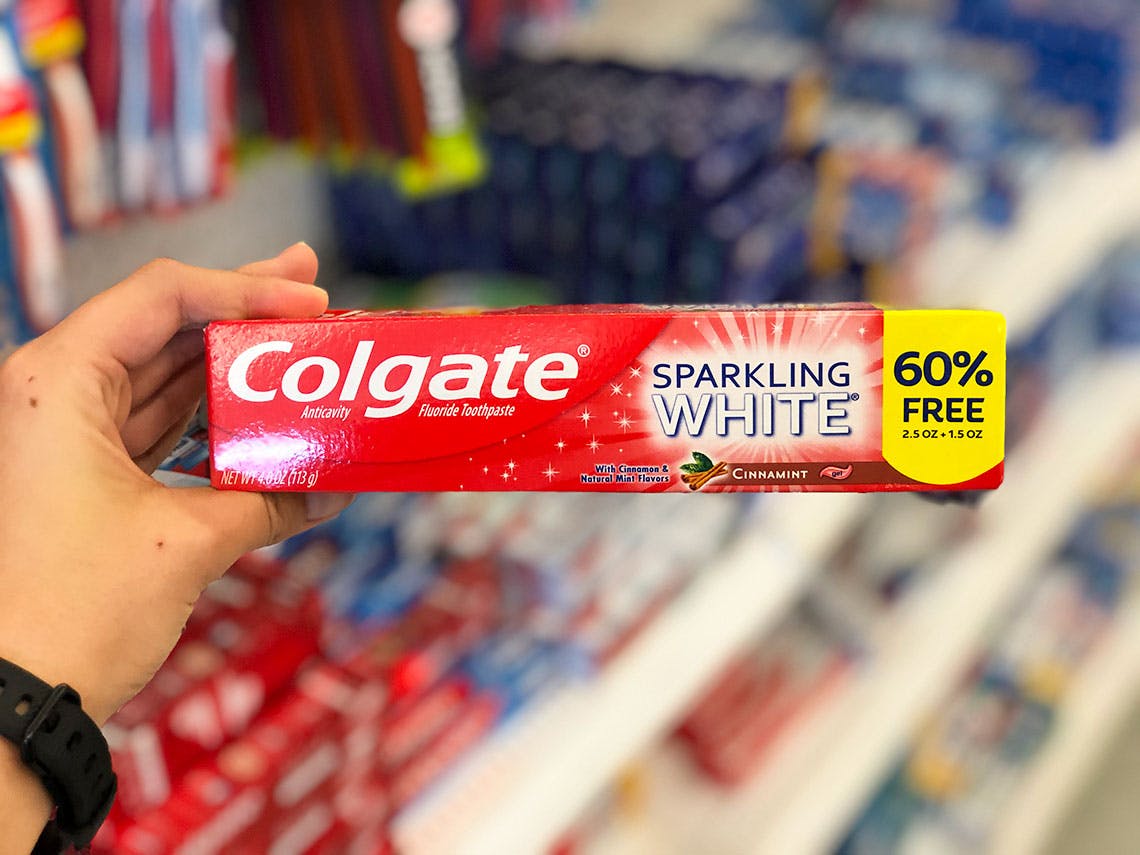 Colgate®
Anticavity Fluoride Toothpaste
NET WT 4.0 OZ (113 g)
SPARKLING
WHITE®
With Cinnamon &
Natural Mint Flavors
CINNAMINT
gel
60%
FREE
2.5 OZ + 1.5 OZ